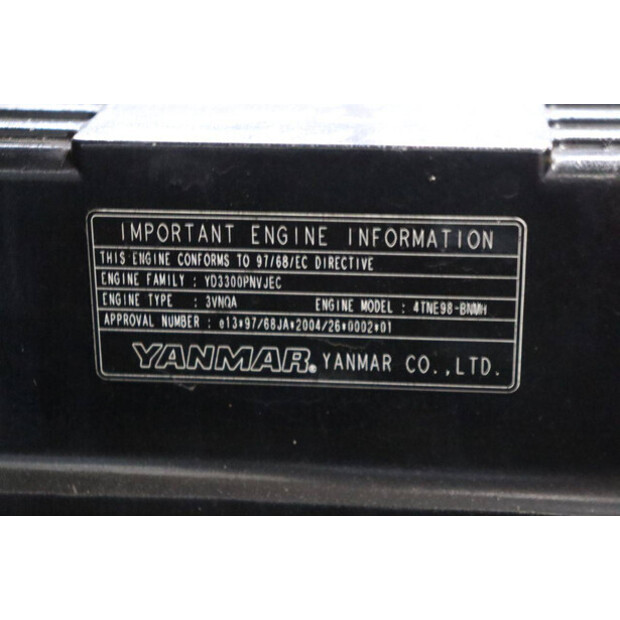 IMPORTANT ENGINE INFORMATION
THIS ENGINE CONFORMS TO 97/68/EC DIRECTIVE
ENGINE FAMILY : YD3300PNVJEC
ENGINE TYPE : 3VNQA ENGINE MODEL : 4TNE98-BNMH
APPROVAL NUMBER : e13*97/68JA*2004/26*0002*01
YANMAR® YANMAR CO.,LTD.